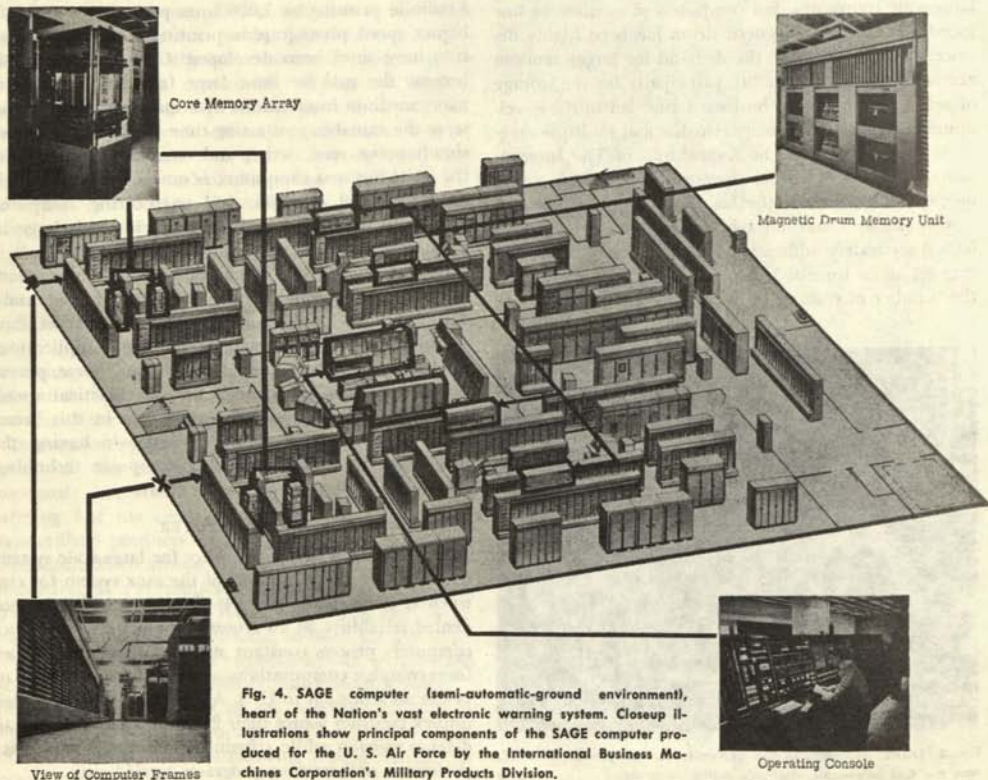 Core Memory Array
Magnetic Drum Memory Unit
View of Computer Frames
Fig. 4. SAGE computer (semi-automatic-ground environment),
heart of the Nation's vast electronic warning system. Closeup il-
lustrations show principal components of the SAGE computer pro-
duced for the U. S. Air Force by the International Business Ma-
chines Corporation's Military Products Division.
Operating Console